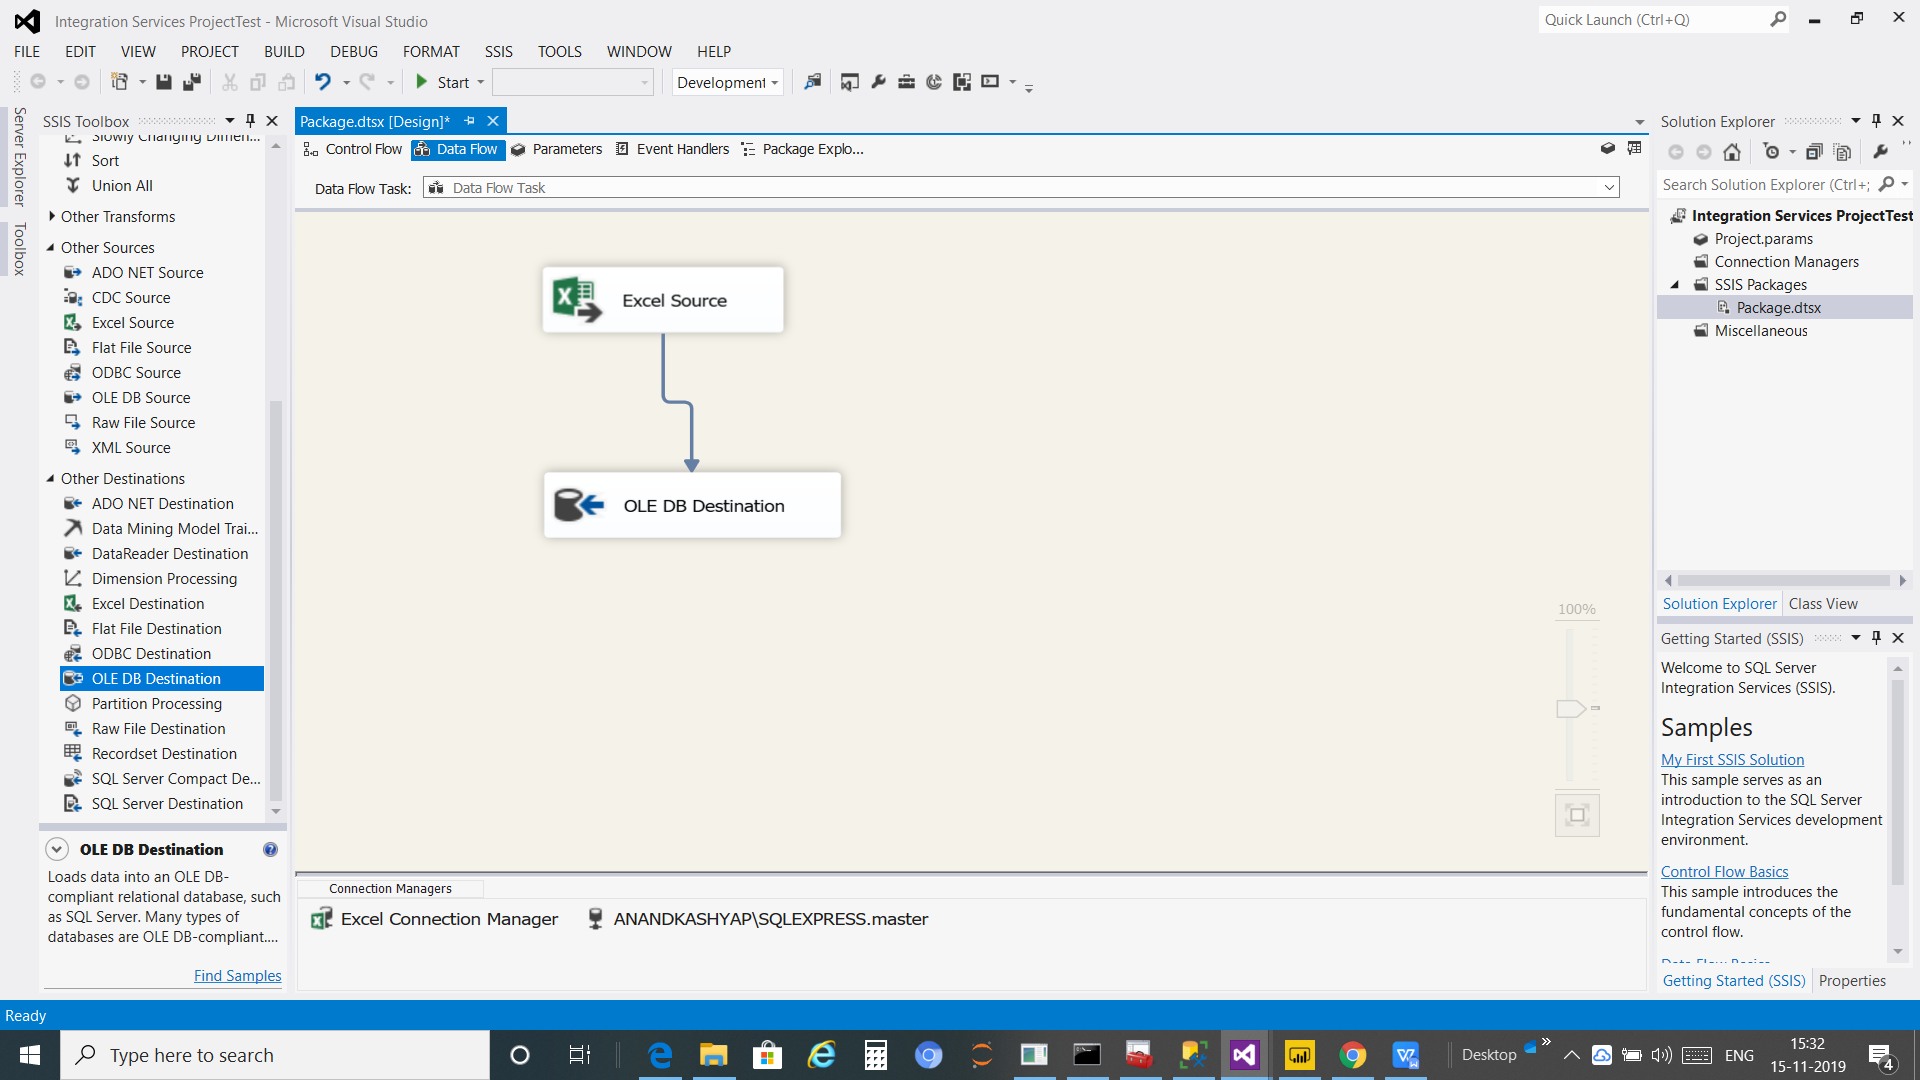 Integration Services ProjectTest - Microsoft Visual Studio
Quick Launch (Ctrl+Q)
FILE EDIT VIEW PROJECT BUILD DEBUG FORMAT SSIS TOOLS WINDOW HELP
Start
Development
Server Explorer
Toolbox
SSIS Toolbox
Slowly Changing Dimen...
Sort
Union All
Other Transforms
Other Sources
ADO NET Source
CDC Source
Excel Source
Flat File Source
ODBC Source
OLE DB Source
Raw File Source
XML Source
Other Destinations
ADO NET Destination
Data Mining Model Trai...
DataReader Destination
Dimension Processing
Excel Destination
Flat File Destination
ODBC Destination
OLE DB Destination
Partition Processing
Raw File Destination
Recordset Destination
SQL Server Compact De...
SQL Server Destination
OLE DB Destination
Loads data into an OLE DB-
compliant relational database, such
as SQL Server. Many types of
databases are OLE DB-compliant....
Find Samples
Package.dtsx [Design]*
Control Flow Data Flow Parameters Event Handlers Package Explo...
Data Flow Task: Data Flow Task
Excel Source
OLE DB Destination
100%
Connection Managers
Excel Connection Manager ANANDKASHYAP\SQLEXPRESS.master
Solution Explorer
Search Solution Explorer (Ctrl+;
Integration Services ProjectTest
Project.params
Connection Managers
SSIS Packages
Package.dtsx
Miscellaneous
Solution Explorer Class View
Getting Started (SSIS)
Welcome to SQL Server
Integration Services (SSIS).
Samples
My First SSIS Solution
This sample serves as an
introduction to the SQL Server
Integration Services development
environment.
Control Flow Basics
This sample introduces the
fundamental concepts of the
control flow.
Data Flow Basics
Getting Started (SSIS) Properties
Ready
Type here to search
Desktop
ENG
15:32
15-11-2019
4